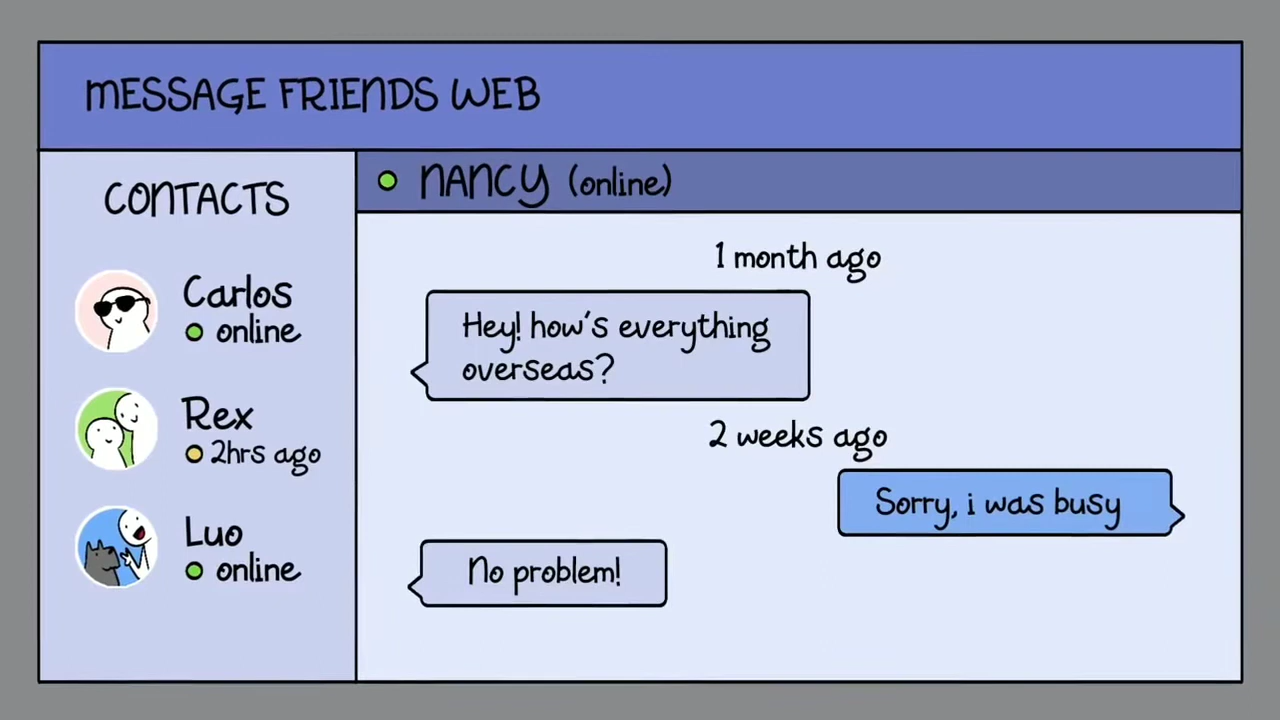 MESSAGE FRIENDS WEB
CONTACTS
Carlos
online
Rex
2hrs ago
Luo
online
NANCY (online)
1 month ago
Hey! how's everything
overseas?
2 weeks ago
Sorry, i was busy
No problem!